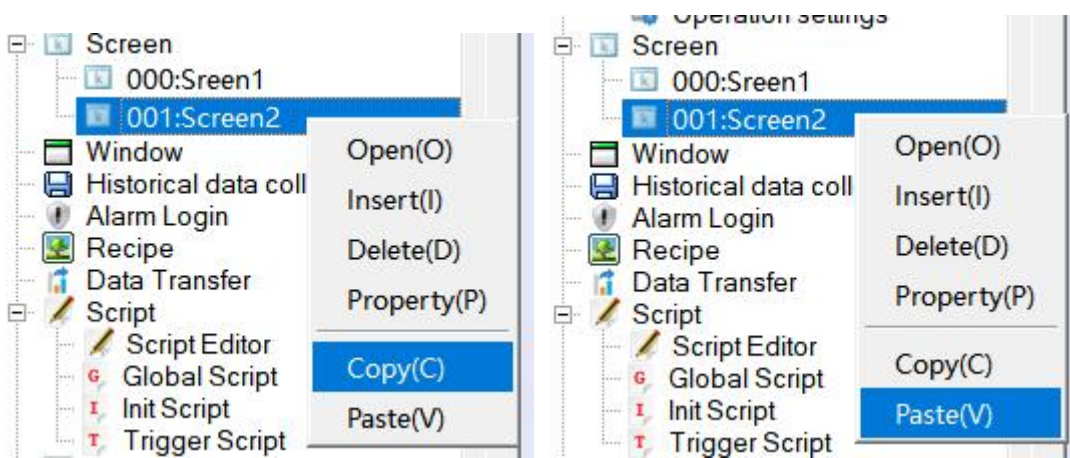 Screen
000:Sreen1
001:Screen2
Window
Historical data coll
Alarm Login
Recipe
Data Transfer
Script
Script Editor
Global Script
Init Script
Trigger Script
Open(O)
Insert(I)
Delete(D)
Property(P)
Copy(C)
Paste(V)
Operation settings
Screen
000:Sreen1
001:Screen2
Window
Historical data coll
Alarm Login
Recipe
Data Transfer
Script
Script Editor
Global Script
Init Script
Trigger Script
Open(O)
Insert(I)
Delete(D)
Property(P)
Copy(C)
Paste(V)